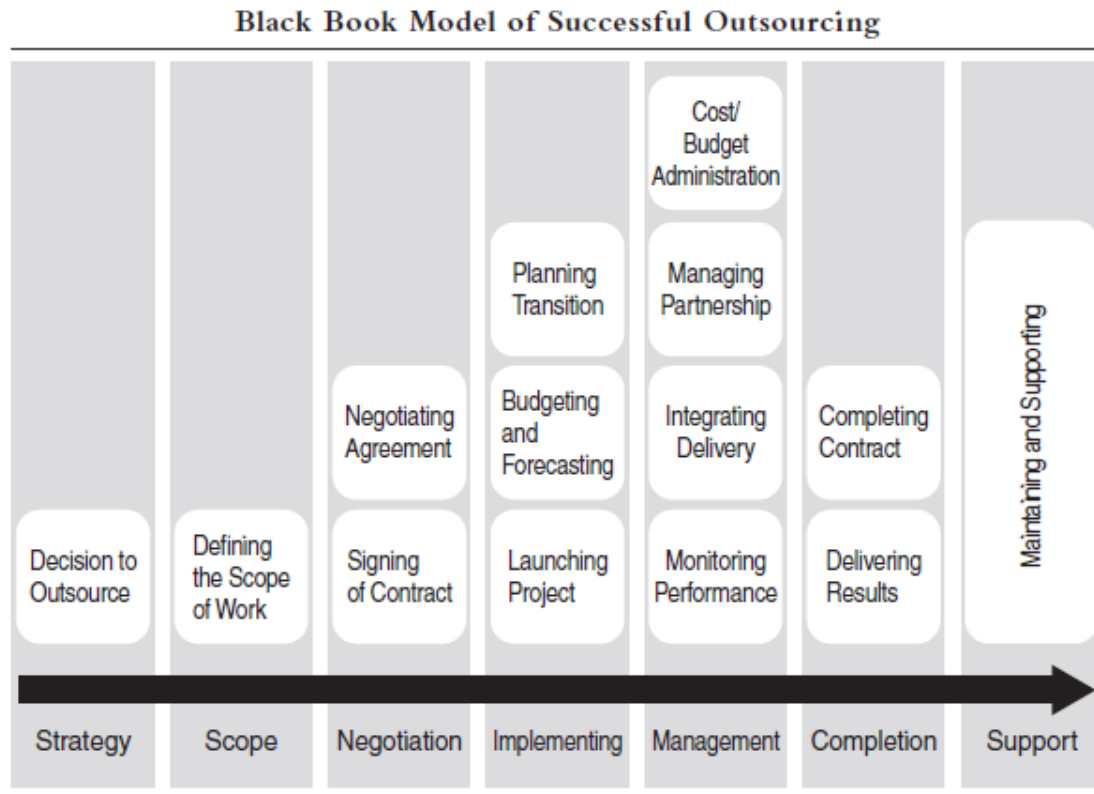 Black Book Model of Successful Outsourcing
Decision to
Outsource
Strategy
Defining
the Scope
of Work
Scope
Negotiating
Agreement
Signing
of Contract
Negotiation
Planning
Transition
Budgeting
and
Forecasting
Launching
Project
Implementing
Cost/
Budget
Administration
Managing
Partnership
Integrating
Delivery
Monitoring
Performance
Management
Completing
Contract
Delivering
Results
Completion
Maintaining and Supporting
Support